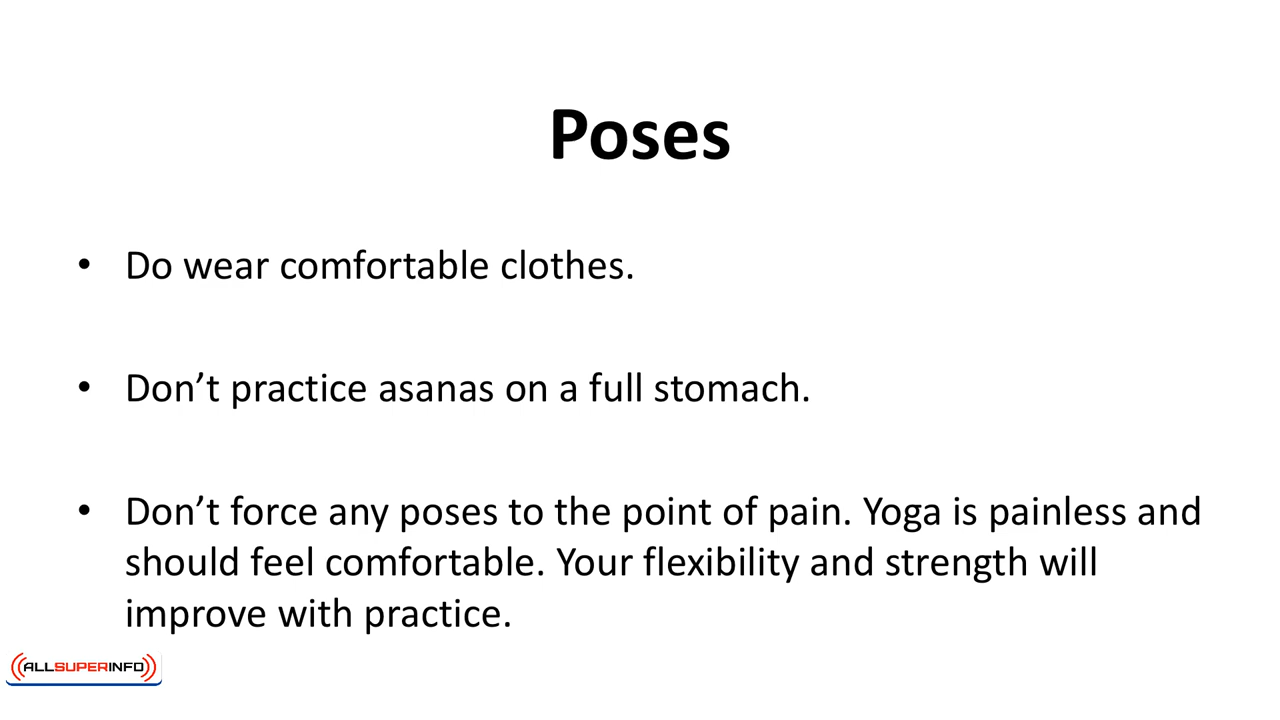 Poses
• Do wear comfortable clothes.
• Don’t practice asanas on a full stomach.
• Don’t force any poses to the point of pain. Yoga is painless and
should feel comfortable. Your flexibility and strength will
improve with practice.
ALLSUPERINFO